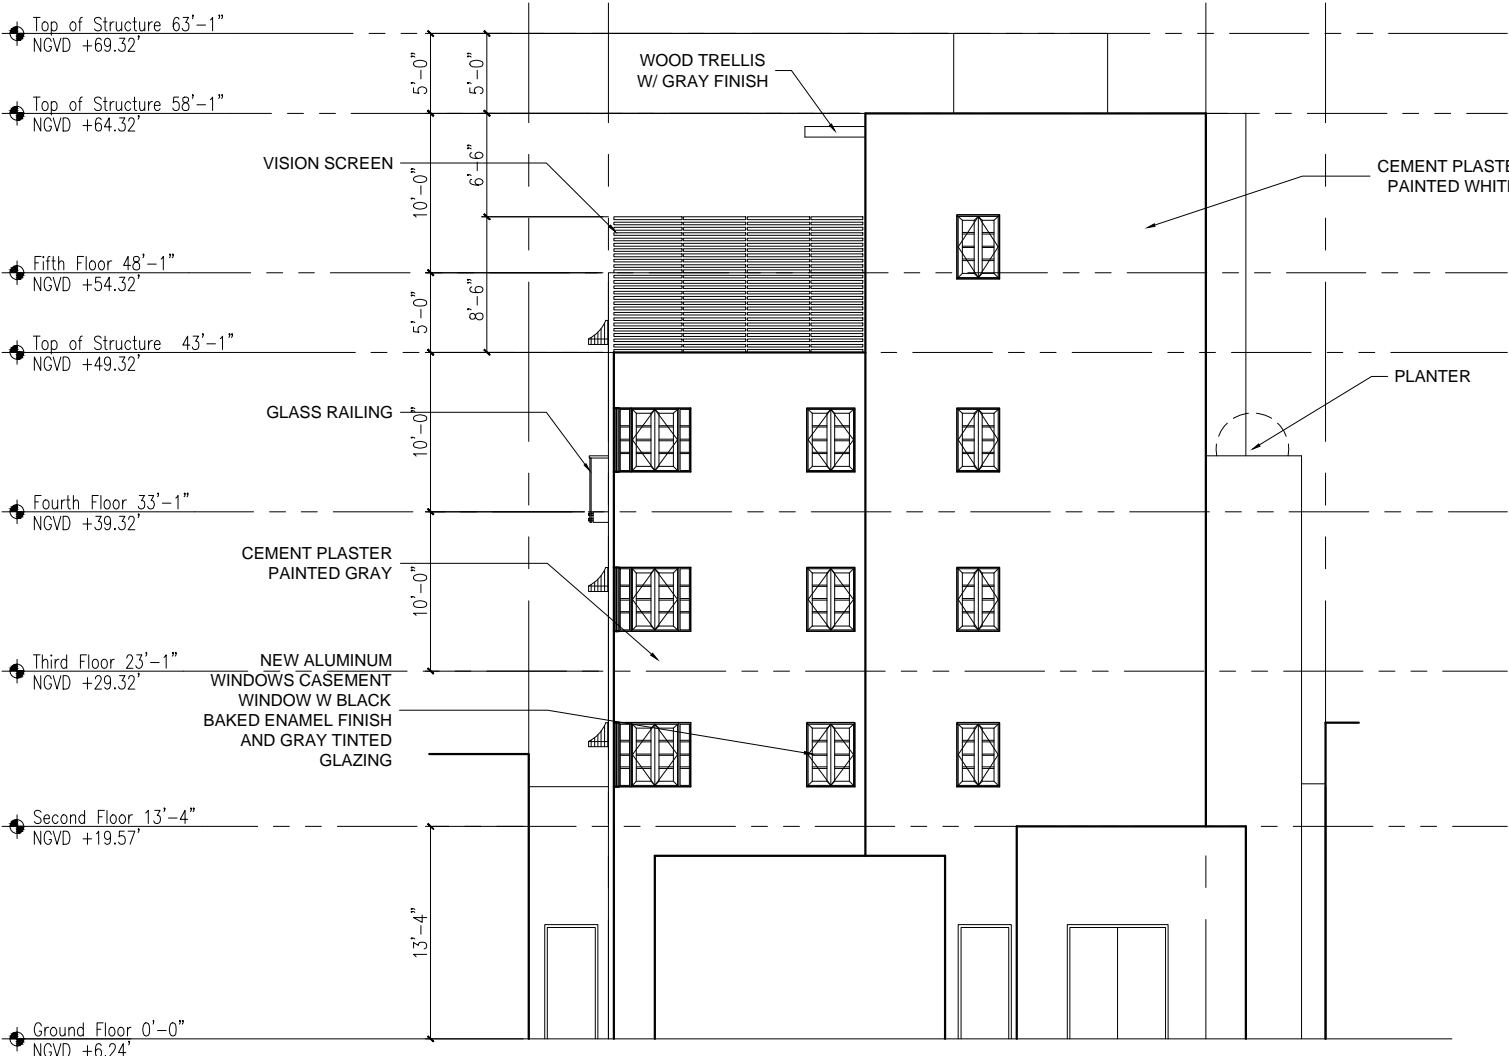 Top of Structure 63'-1"
NGVD +69.32'
5'-0"
5'-0"
WOOD TRELLIS
W/ GRAY FINISH
Top of Structure 58'-1"
NGVD +64.32'
VISION SCREEN
10'-0"
6'-6"
CEMENT PLASTE
PAINTED WHIT
Fifth Floor 48'-1"
NGVD +54.32'
5'-0"
8'-6"
Top of Structure 43'-1"
NGVD +49.32'
PLANTER
GLASS RAILING
10'-0"
Fourth Floor 33'-1"
NGVD +39.32'
CEMENT PLASTER
PAINTED GRAY
10'-0"
Third Floor 23'-1"
NGVD +29.32'
NEW ALUMINUM
WINDOWS CASEMENT
WINDOW W BLACK
BAKED ENAMEL FINISH
AND GRAY TINTED
GLAZING
Second Floor 13'-4"
NGVD +19.57'
13'-4"
Ground Floor 0'-0"
NGVD +6.24'